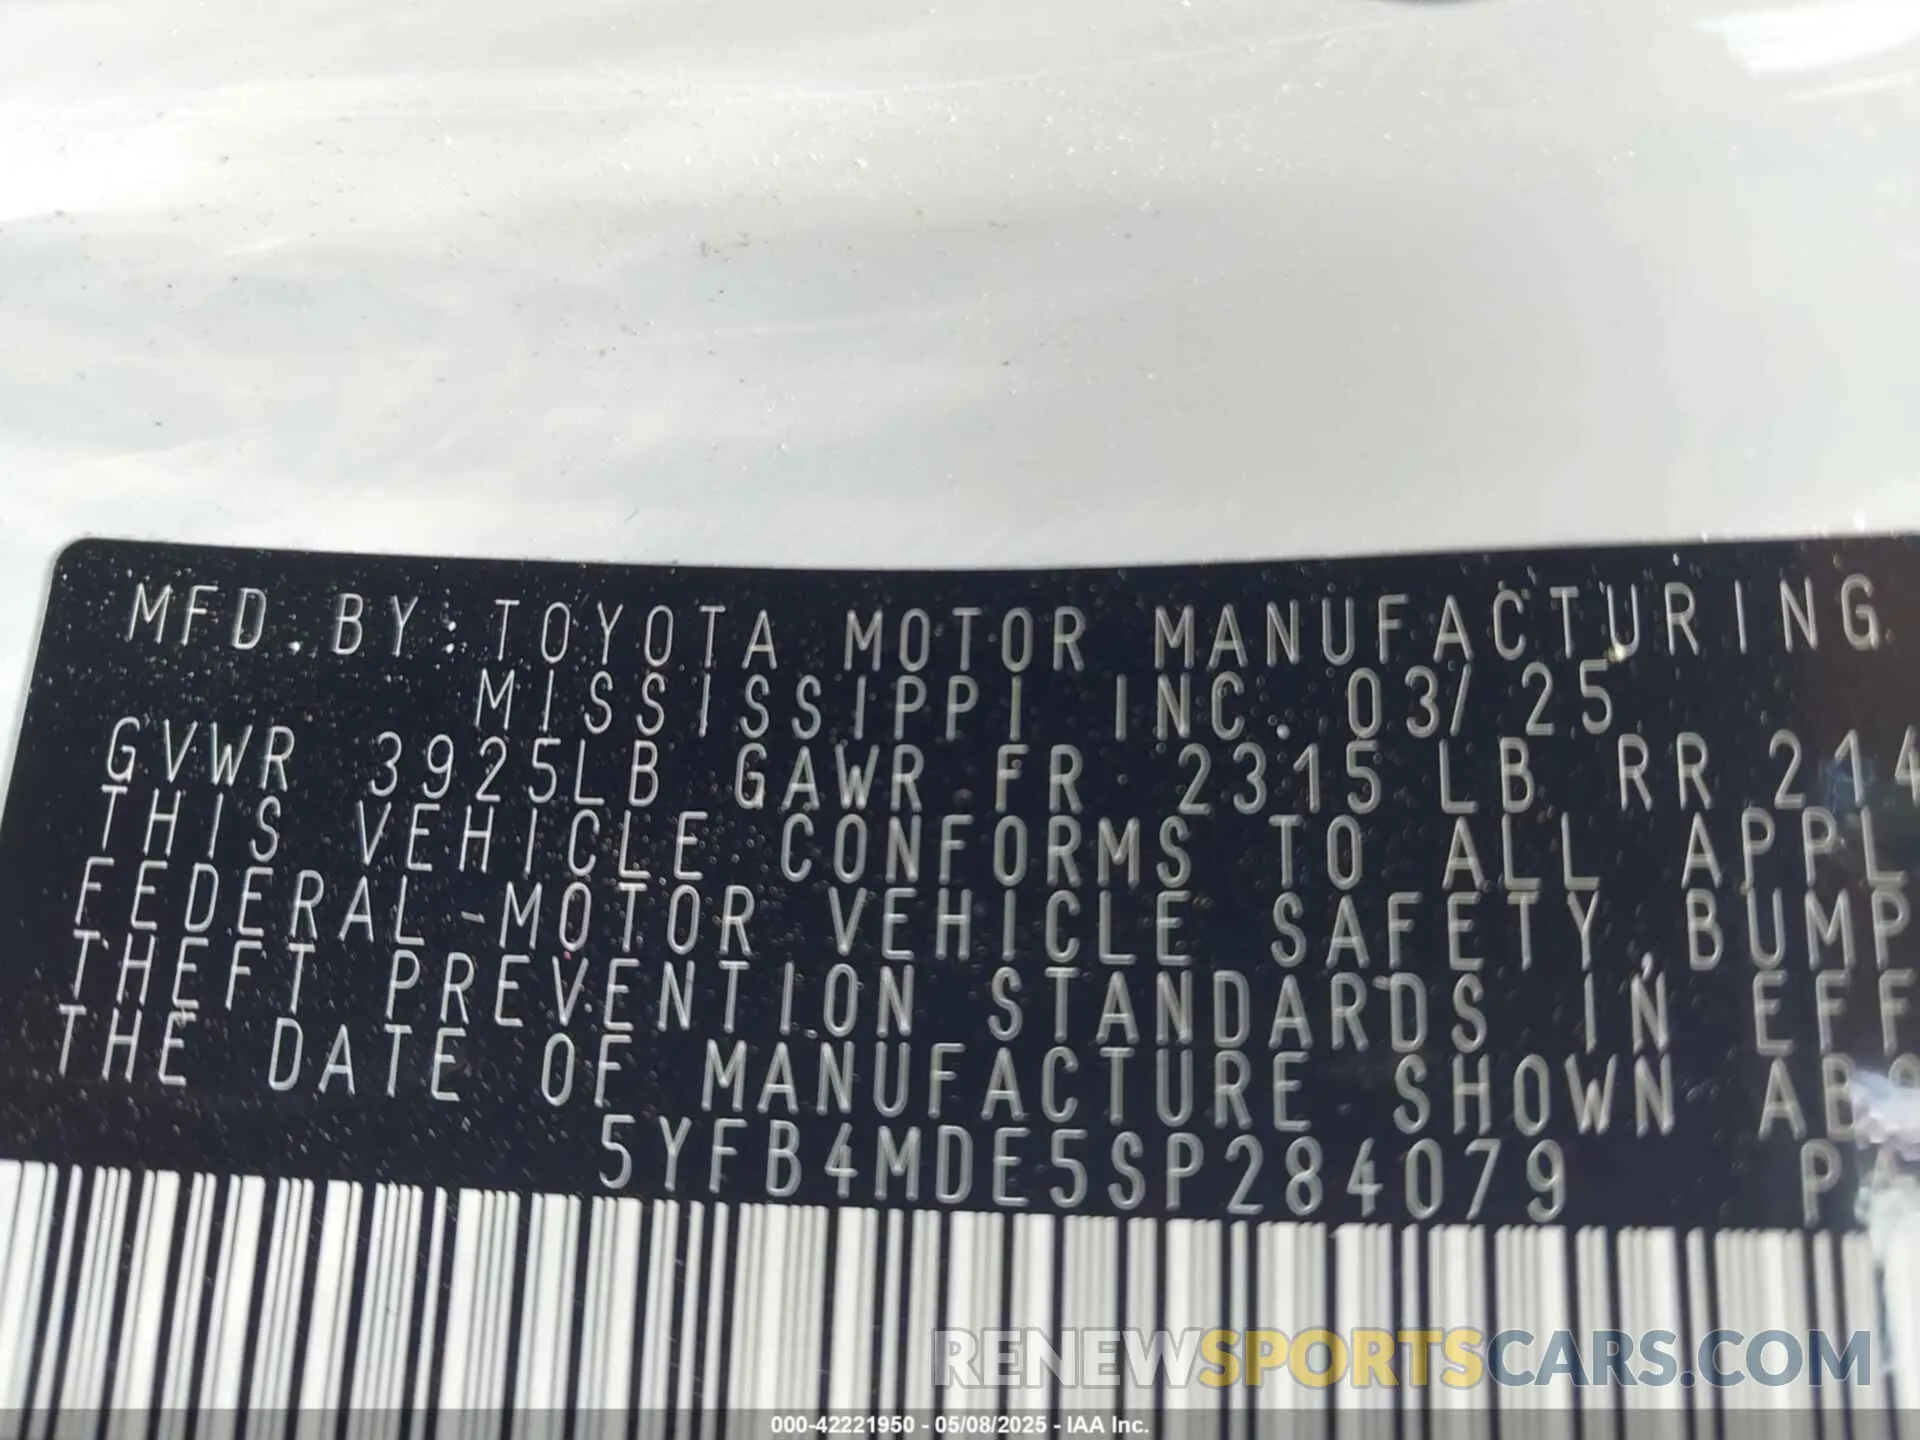 MFD. BY: TOYOTA MOTOR MANUFACTURING
MISSISSIPPI INC. 03/25
GVWR 3925LB GAWR FR 2315LB RR 214
THIS VEHICLE CONFORMS TO ALL APPL
FEDERAL MOTOR VEHICLE SAFETY, BUMP
THEFT PREVENTION STANDARDS IN EFF
THE DATE OF MANUFACTURE SHOWN AB
5YFB4MDE5SP284079 PA
RENEWSPORTSCARS.COM
000-42221950 - 05/08/2025 - IAA Inc.